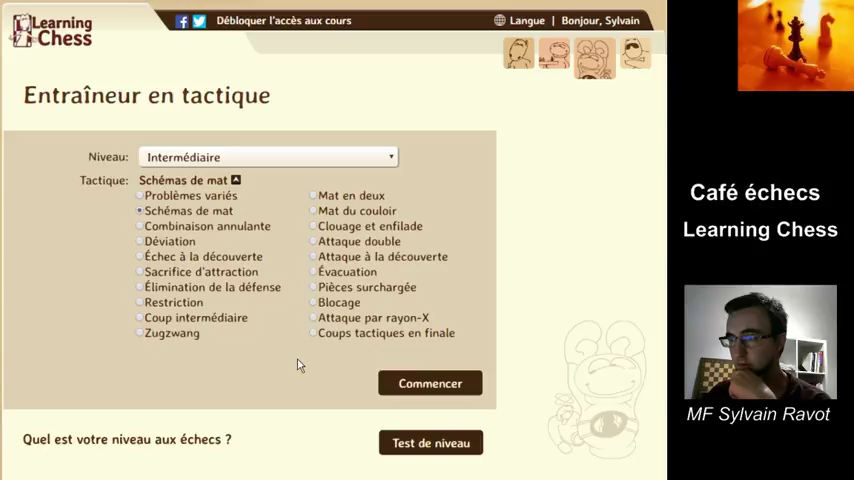 Learning
Chess
Débloquer l'accès aux cours
Langue | Bonjour, Sylvain
Entraîneur en tactique
Niveau: Intermédiaire
Tactique: Schémas de mat
Problèmes variés
Schémas de mat
Combinaison annulante
Déviation
Échec à la découverte
Sacrifice d'attraction
Élimination de la défense
Restriction
Coup intermédiaire
Zugzwang
Mat en deux
Mat du couloir
Clouage et enfilade
Attaque double
Attaque à la découverte
Évacuation
Pièces surchargée
Blocage
Attaque par rayon-X
Coups tactiques en finale
Commencer
Quel est votre niveau aux échecs ?
Test de niveau
Café échecs
Learning Chess
MF Sylvain Ravot